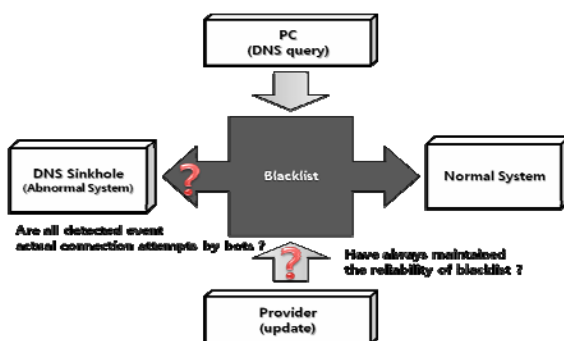 PC
(DNS query)
DNS Sinkhole
(Abnormal System)
?
Blacklist
Normal System
Are all detected event
actual connection attempts by bots ?
?
Have always maintained
the reliability of blacklist ?
Provider
(update)